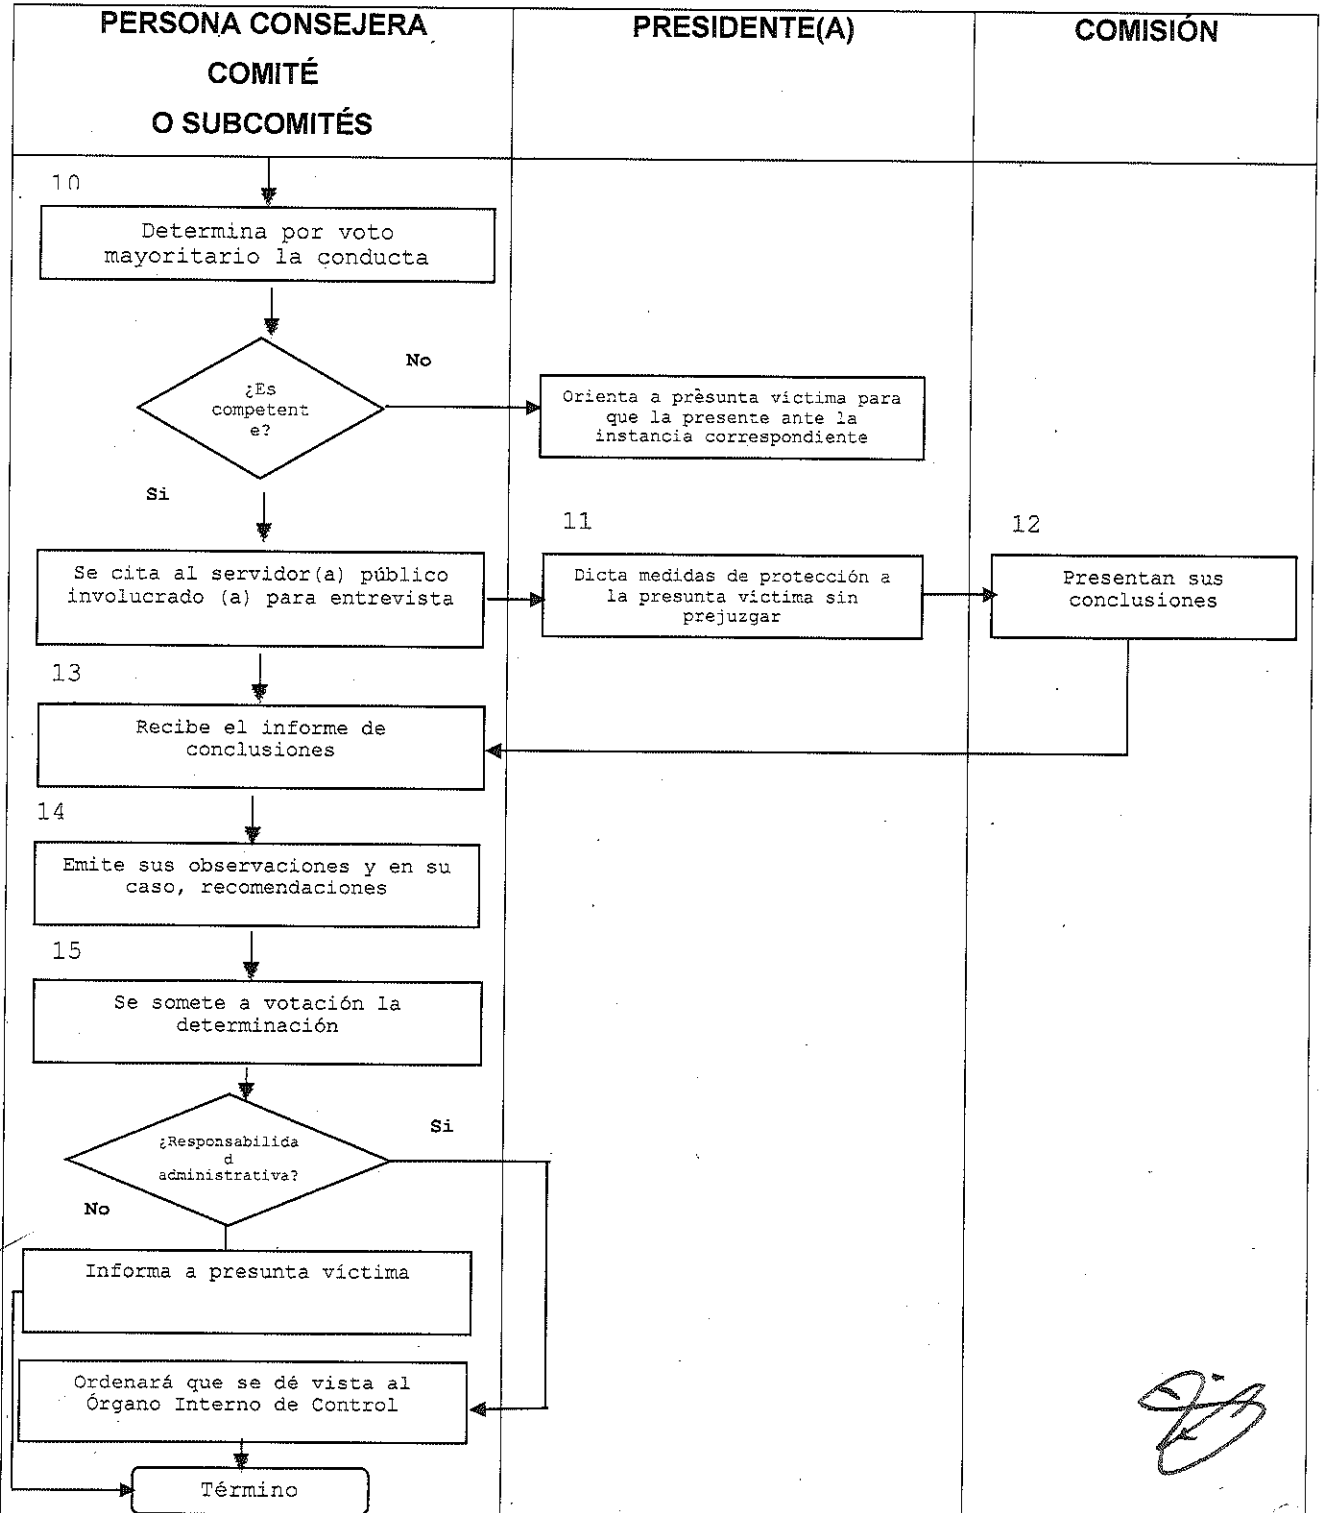 PERSONA CONSEJERA
COMITÉ
O SUBCOMITÉS
PRESIDENTE(A)
COMISIÓN
10
Determina por voto
mayoritario la conducta
¿Es
competent
e?
No
Orienta a presunta víctima para
que la presente ante la
instancia correspondiente
Si
Se cita al servidor(a) público
involucrado (a) para entrevista
11
Dicta medidas de protección a
la presunta víctima sin
prejuzgar
12
Presentan sus
conclusiones
13
Recibe el informe de
conclusiones
14
Emite sus observaciones y en su
caso, recomendaciones
15
Se somete a votación la
determinación
¿Responsabilida
d
administrativa?
Si
No
Informa a presunta víctima
Ordenará que se dé vista al
Órgano Interno de Control
Término